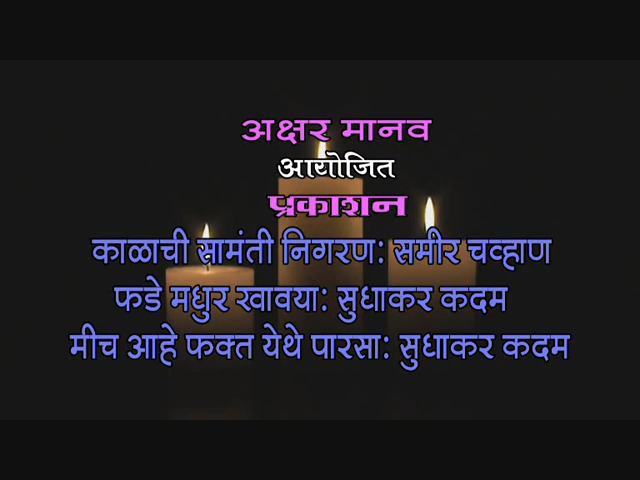 अक्षर मानव
आयोजित
प्रकाशन
काळाची सामंती निगरण: समीर चव्हाण
फडे मधुर खावया: सुधाकर कदम
मीच आहे फक्त येथे पारसा: सुधाकर कदम